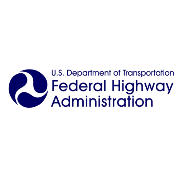 U.S. Department of Transportation
Federal Highway
Administration